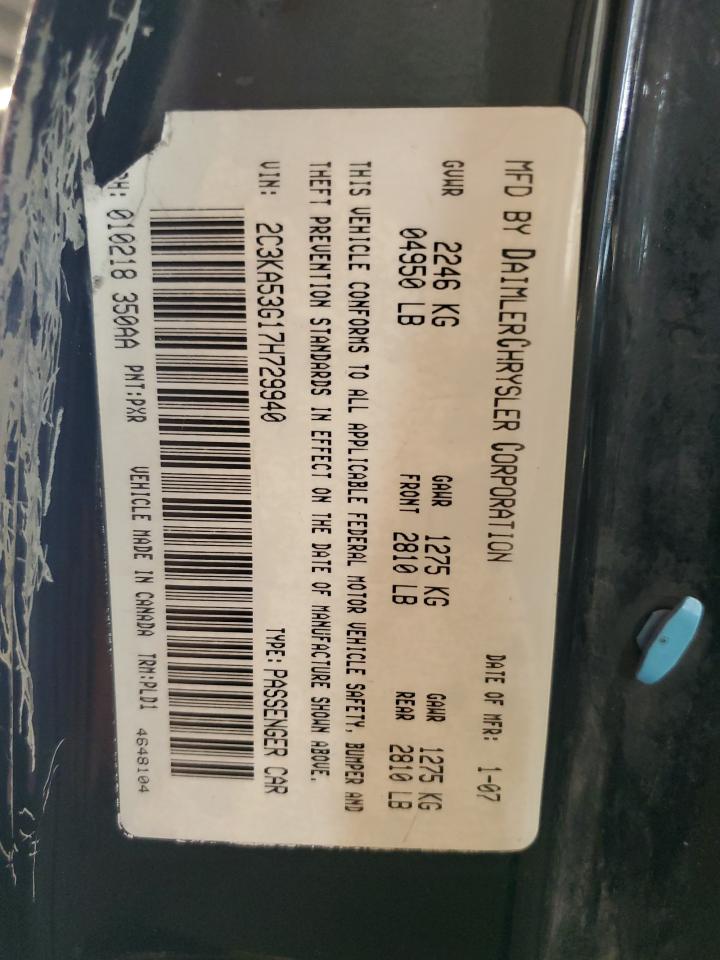 MFD BY DAIMLERCHRYSLER CORPORATION DATE OF MFR: 1-07
GVWR 2246 KG GAWR 1275 KG GAWR 1275 KG
04950 LB FRONT 2810 LB REAR 2810 LB
THIS VEHICLE CONFORMS TO ALL APPLICABLE FEDERAL MOTOR VEHICLE SAFETY, BUMPER AND
THEFT PREVENTION STANDARDS IN EFFECT ON THE DATE OF MANUFACTURE SHOWN ABOVE.
VIN: 2C3KA53G17H729940 TYPE: PASSENGER CAR
H: 010218 350AA PNT:PXR VEHICLE MADE IN CANADA TRM:PLD1 4648104